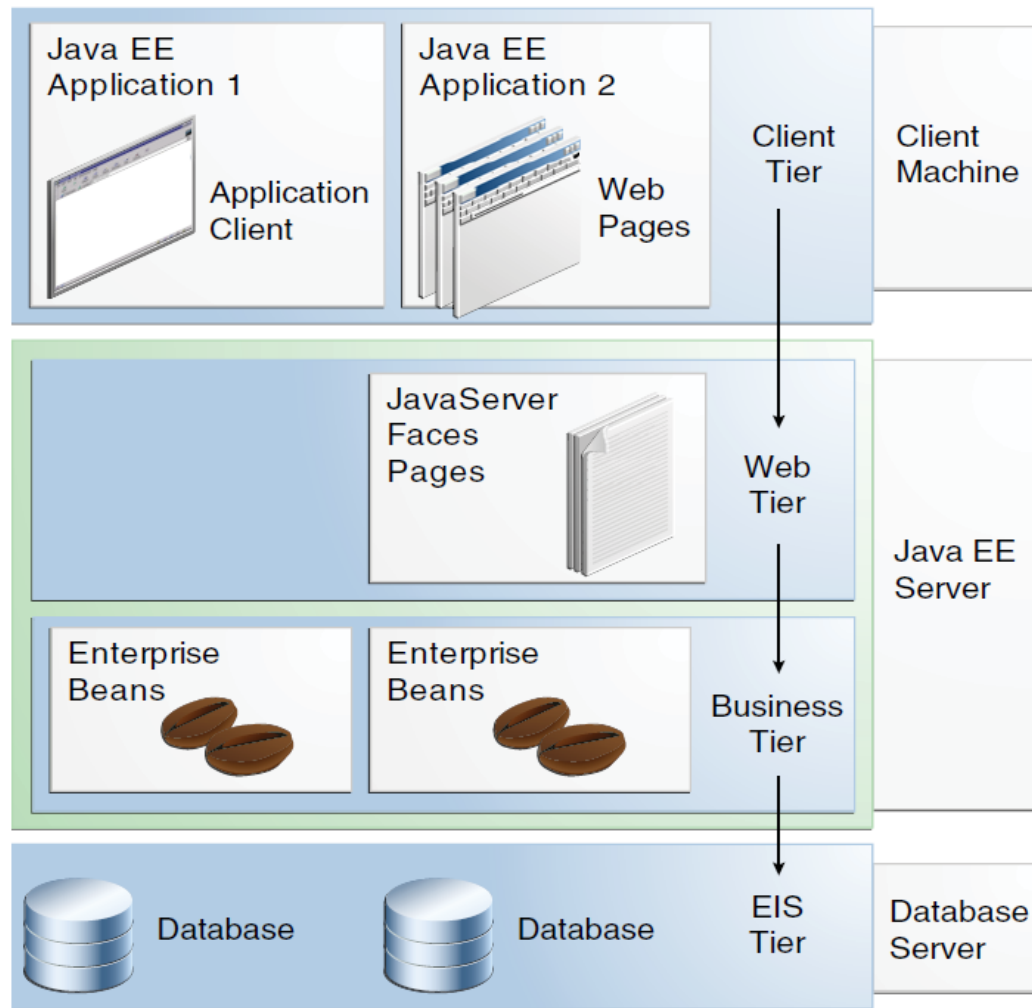 Java EE
Application 1
Application
Client
Java EE
Application 2
Web
Pages
Client
Tier
Client
Machine
JavaServer
Faces
Pages
Web
Tier
Java EE
Server
Enterprise
Beans
Enterprise
Beans
Business
Tier
Database
Database
EIS
Tier
Database
Server